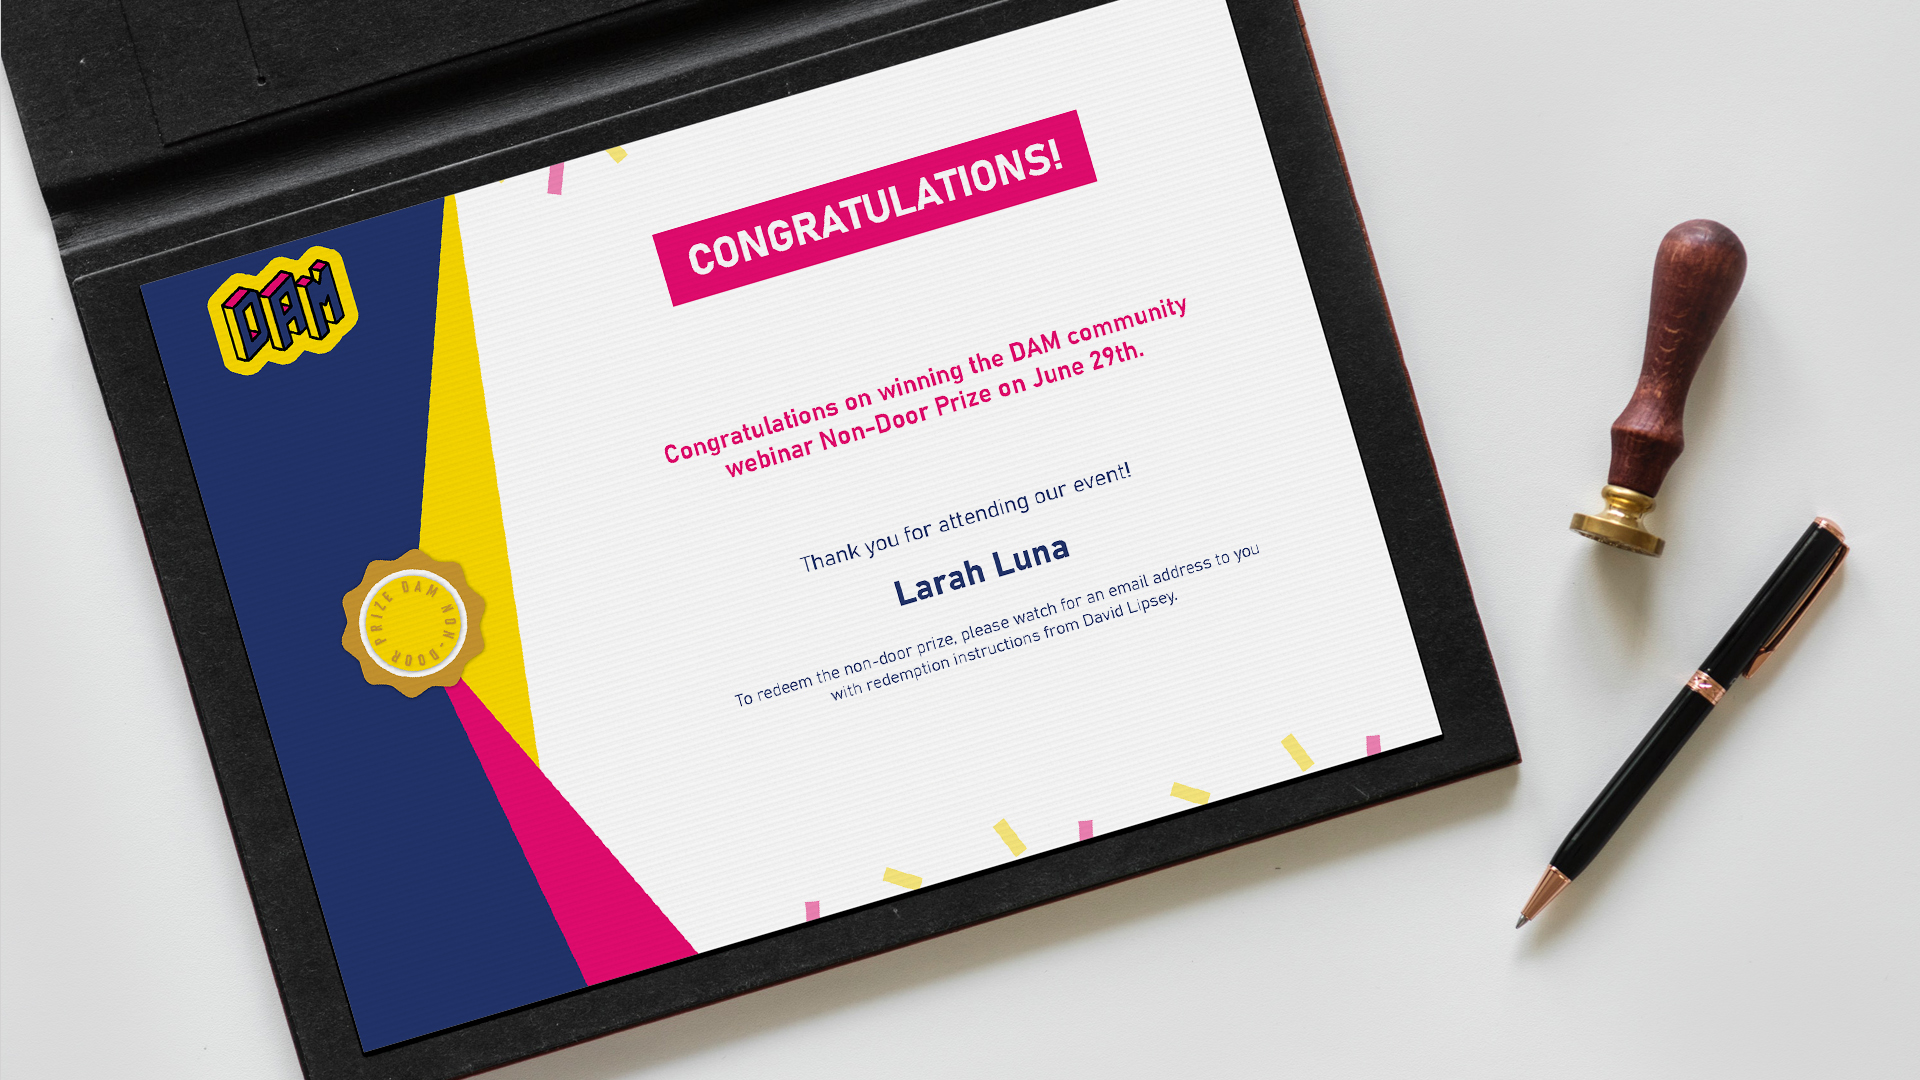 DAM
CONGRATULATIONS!
Congratulations on winning the DAM community
webinar Non-Door Prize on June 29th.
Thank you for attending our event!
Larah Luna
To redeem the non-door prize, please watch for an email address to you
with redemption instructions from David Lipsey.
PRIZE DAM NON-DOOR